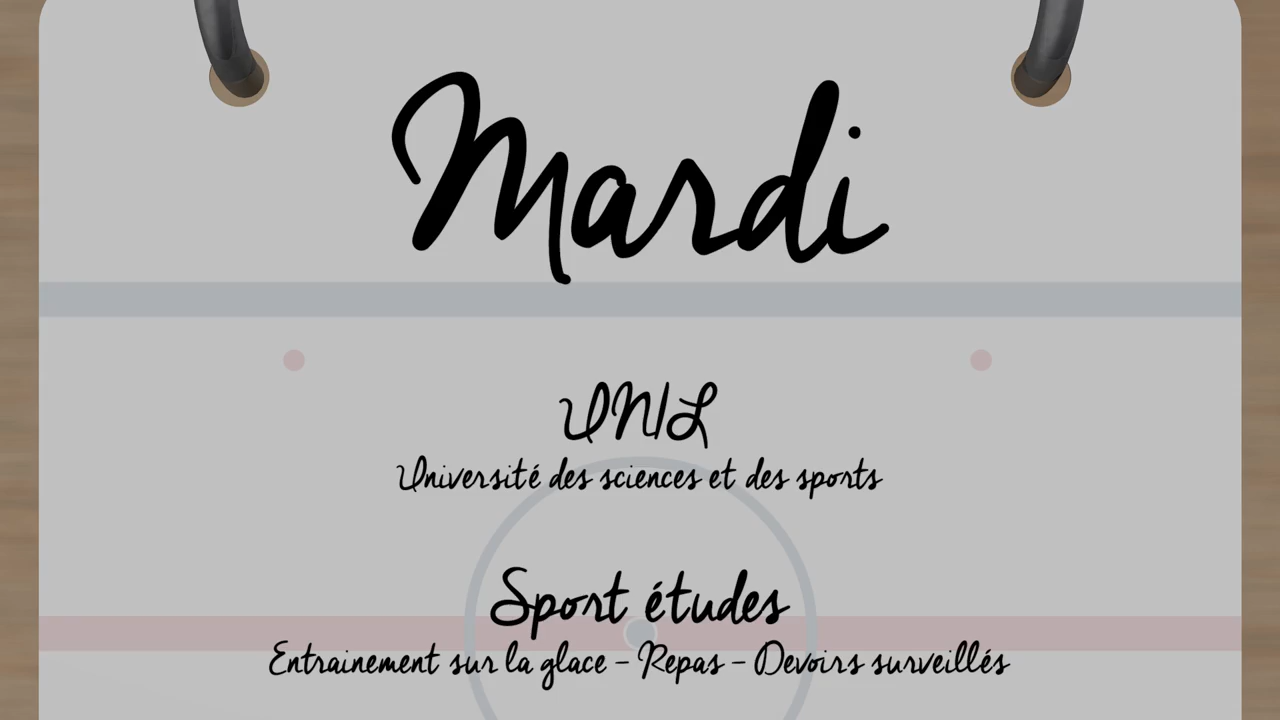 Mardi
UNIL
Université des sciences et des sports
Sport études
Entrainement sur la glace - Repas - Devoirs surveillés